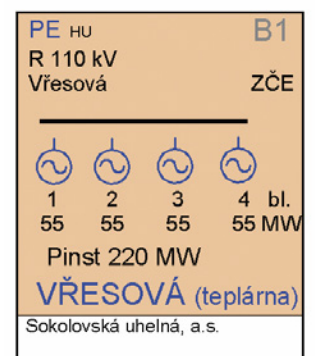 PE HU B1
R 110 kV
Vřesová ZČE
1 2 3 4 bl.
55 55 55 55 MW
Pinst 220 MW
VŘESOVÁ (teplárna)
Sokolovská uhelná, a.s.